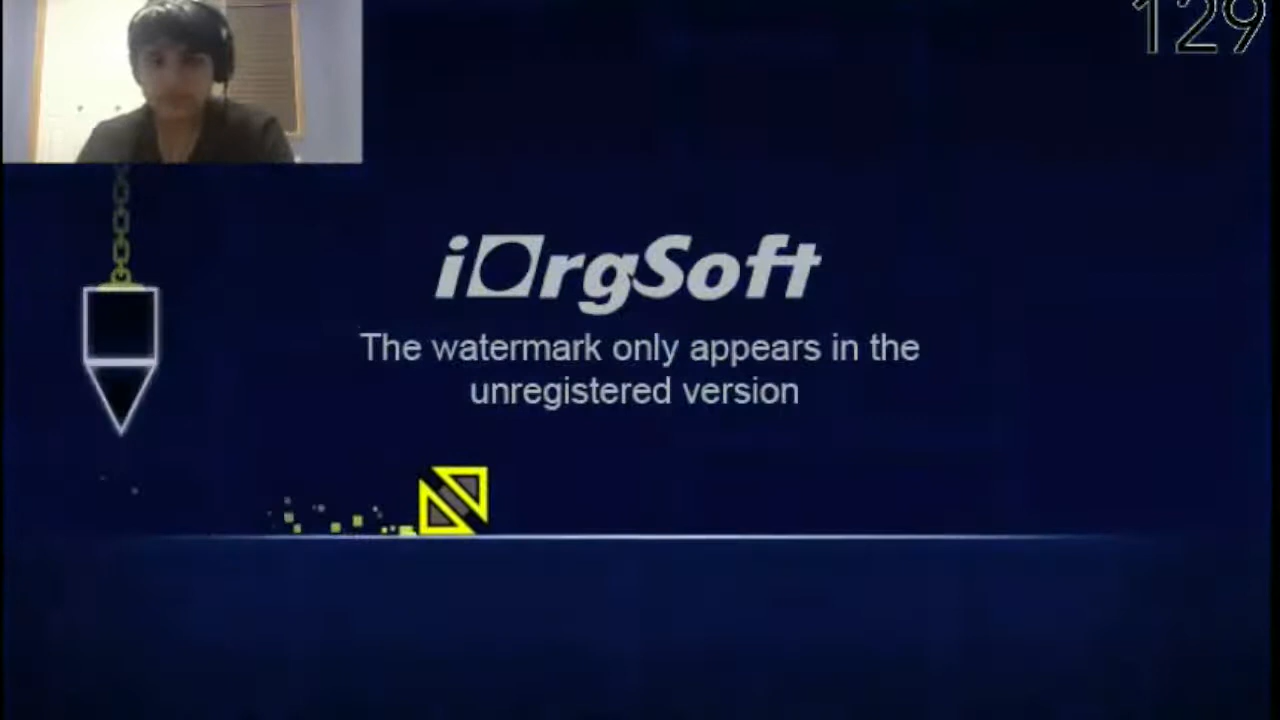 129
iOrgSoft
The watermark only appears in the
unregistered version